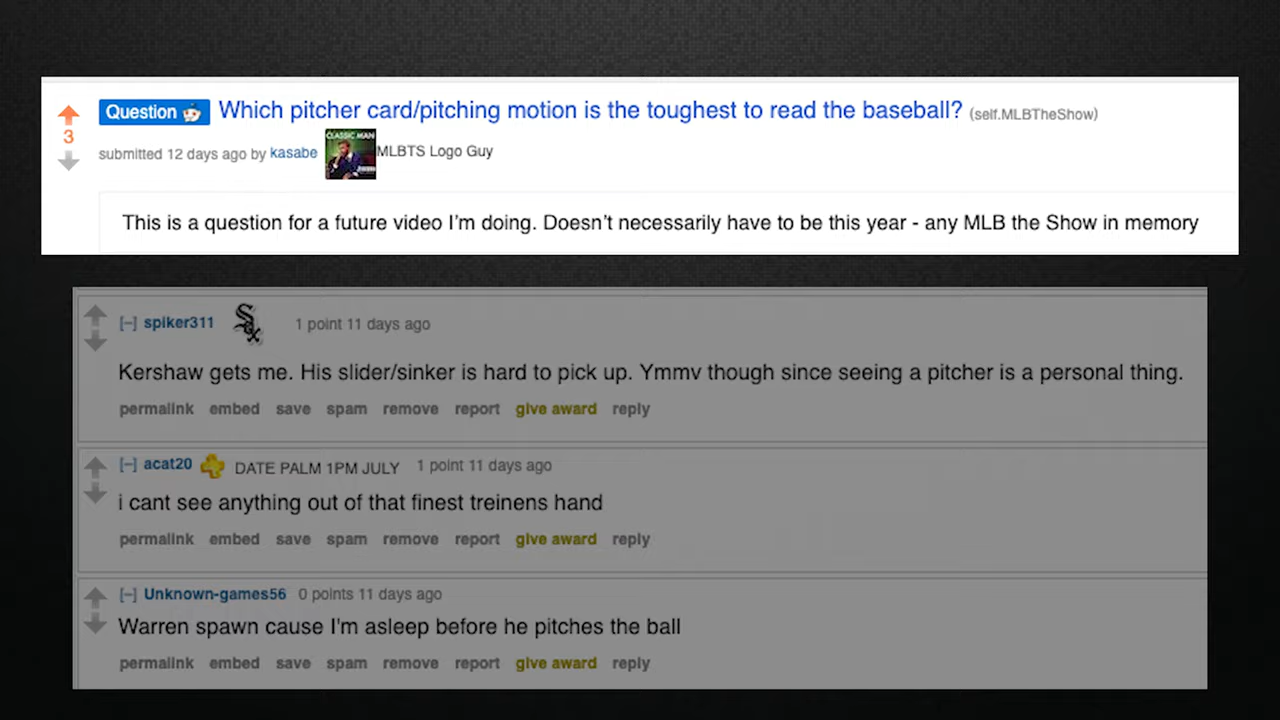 Question Which pitcher card/pitching motion is the toughest to read the baseball? (self.MLBTheShow)
3
submitted 12 days ago by kasabe CLASSIC MAN MLBTS Logo Guy
This is a question for a future video I'm doing. Doesn't necessarily have to be this year - any MLB the Show in memory
[–] spiker311 Sox 1 point 11 days ago
Kershaw gets me. His slider/sinker is hard to pick up. Ymmv though since seeing a pitcher is a personal thing.
permalink embed save spam remove report give award reply
[–] acat20 DATE PALM 1PM JULY 1 point 11 days ago
i cant see anything out of that finest treinens hand
permalink embed save spam remove report give award reply
[–] Unknown-games56 0 points 11 days ago
Warren spawn cause I'm asleep before he pitches the ball
permalink embed save spam remove report give award reply